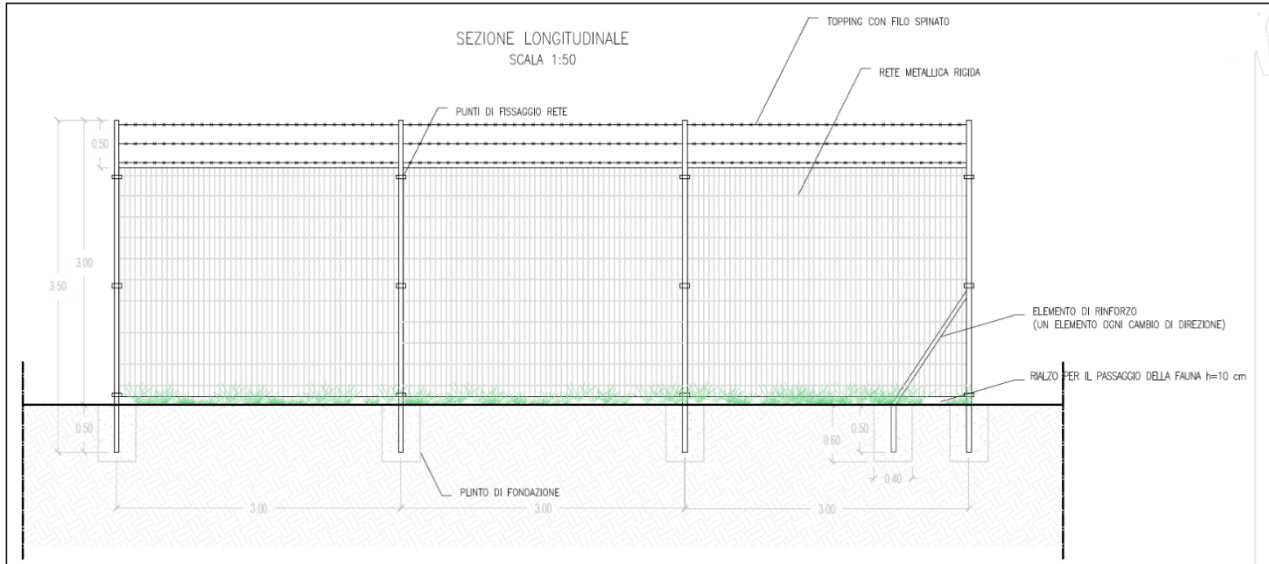 SEZIONE LONGITUDINALE
SCALA 1:50
TOPPING CON FILO SPINATO
RETE METALLICA RIGIDA
PUNTI DI FISSAGGIO RETE
0.50
3.00
3.50
ELEMENTO DI RINFORZO
(UN ELEMENTO OGNI CAMBIO DI DIREZIONE)
RIALZO PER IL PASSAGGIO DELLA FAUNA h=10 cm
0.50
0.50
0.60
0.40
PUNTO DI FONDAZIONE
3.00
3.00
3.00